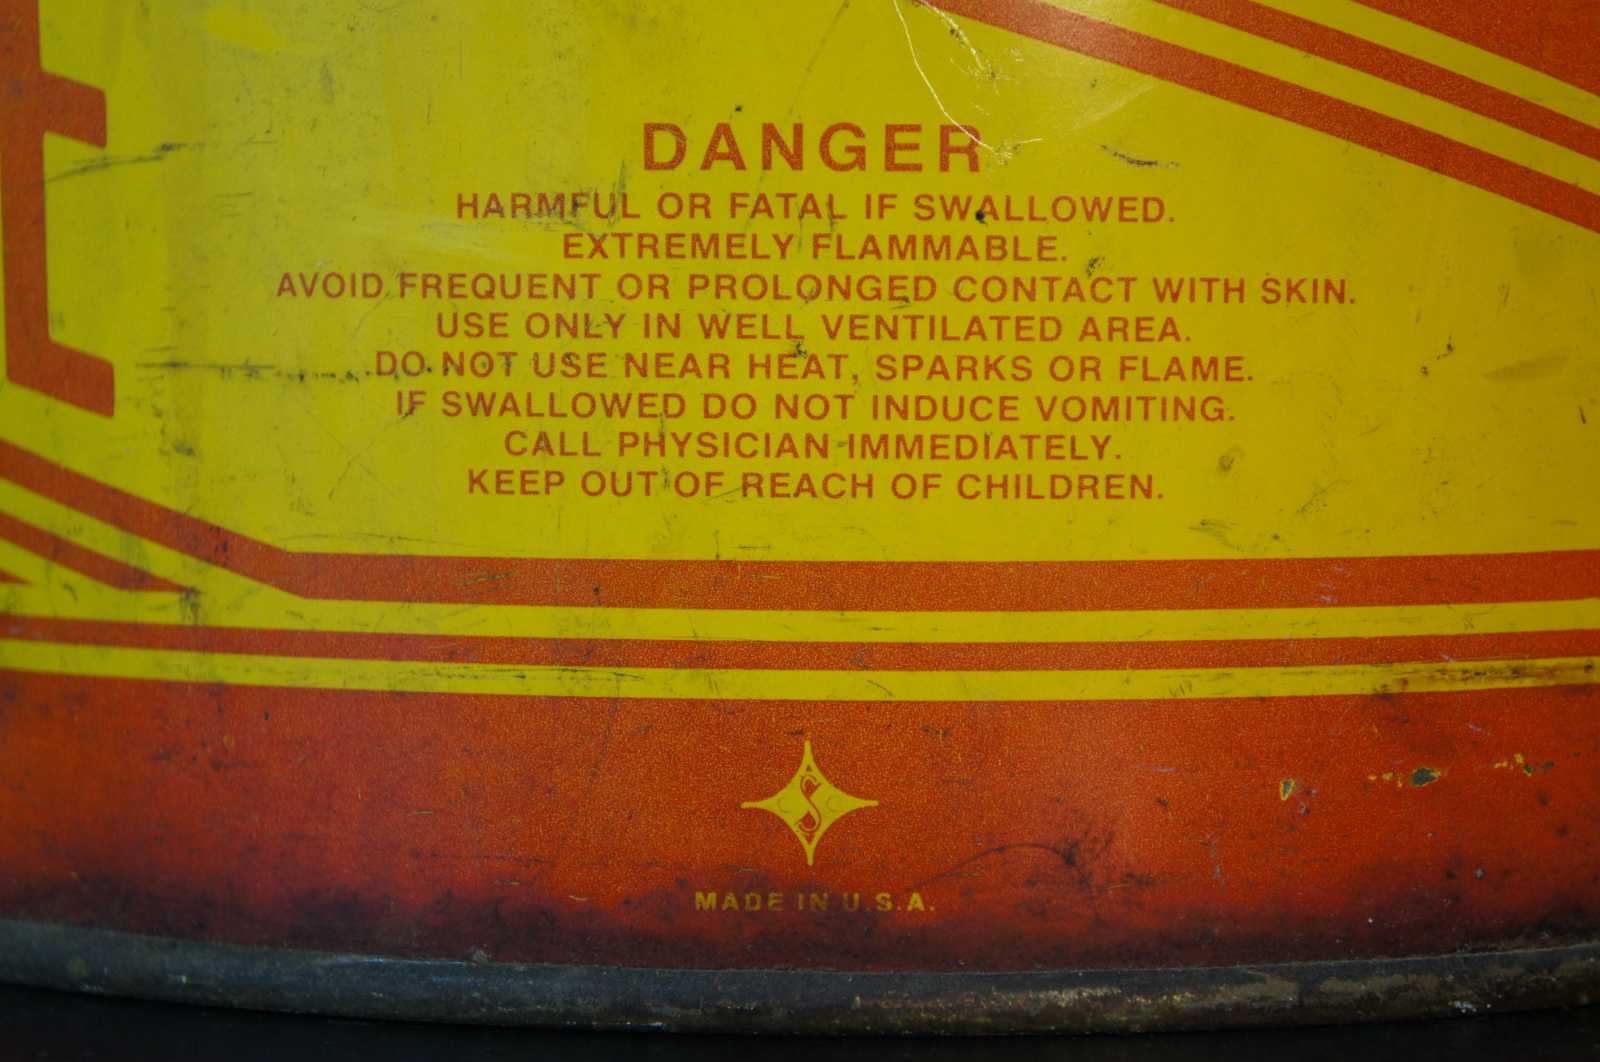 DANGER
HARMFUL OR FATAL IF SWALLOWED.
EXTREMELY FLAMMABLE.
AVOID FREQUENT OR PROLONGED CONTACT WITH SKIN.
USE ONLY IN WELL VENTILATED AREA.
DO NOT USE NEAR HEAT, SPARKS OR FLAME.
IF SWALLOWED DO NOT INDUCE VOMITING.
CALL PHYSICIAN IMMEDIATELY.
KEEP OUT OF REACH OF CHILDREN.
S
MADE IN U.S.A.